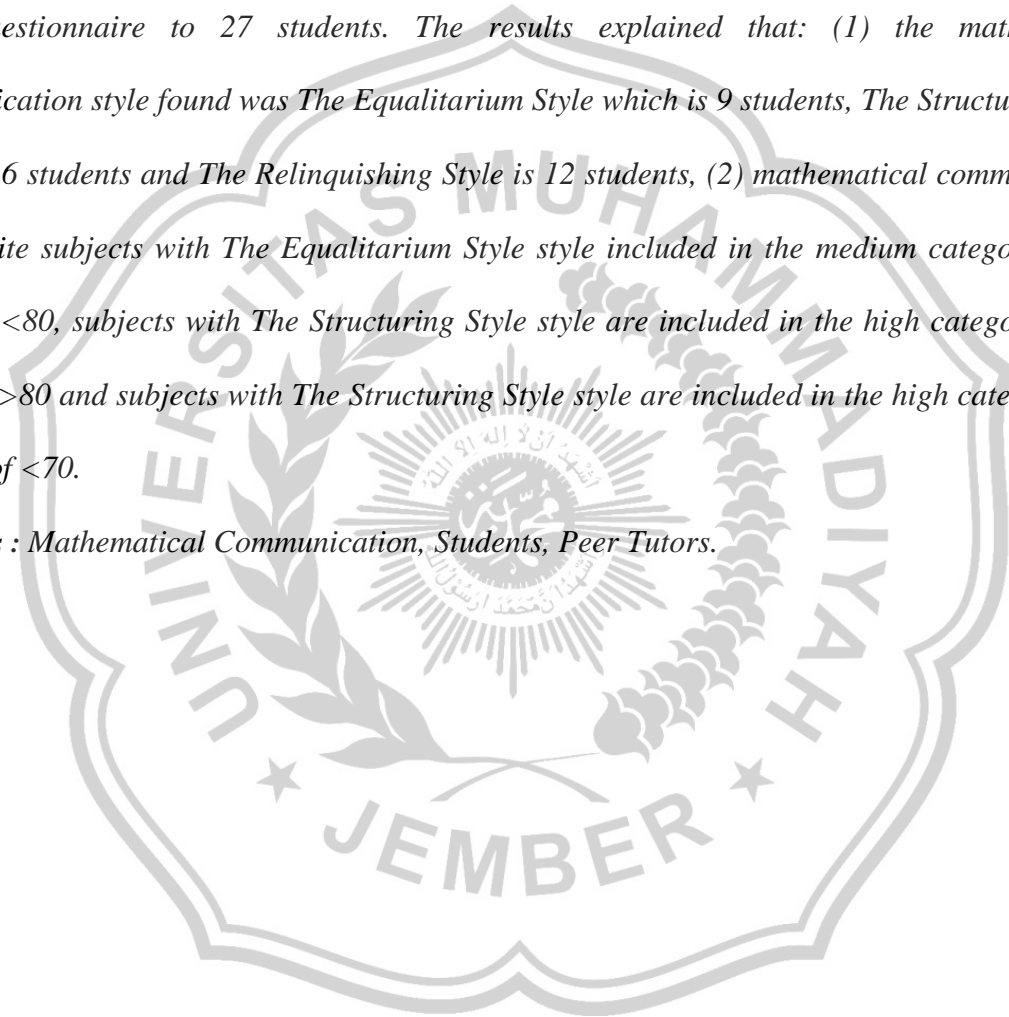 estionnaire to 27 students. The results explained that: (1) the math
ication style found was The Equalitarium Style which is 9 students, The Structu
6 students and The Relinquishing Style is 12 students, (2) mathematical comm
ite subjects with The Equalitarium Style style included in the medium catego
<80, subjects with The Structuring Style style are included in the high catego
>80 and subjects with The Structuring Style style are included in the high cate
of <70.
: Mathematical Communication, Students, Peer Tutors.
UNIVERSITAS MUHAMMADIYAH
JEMBER